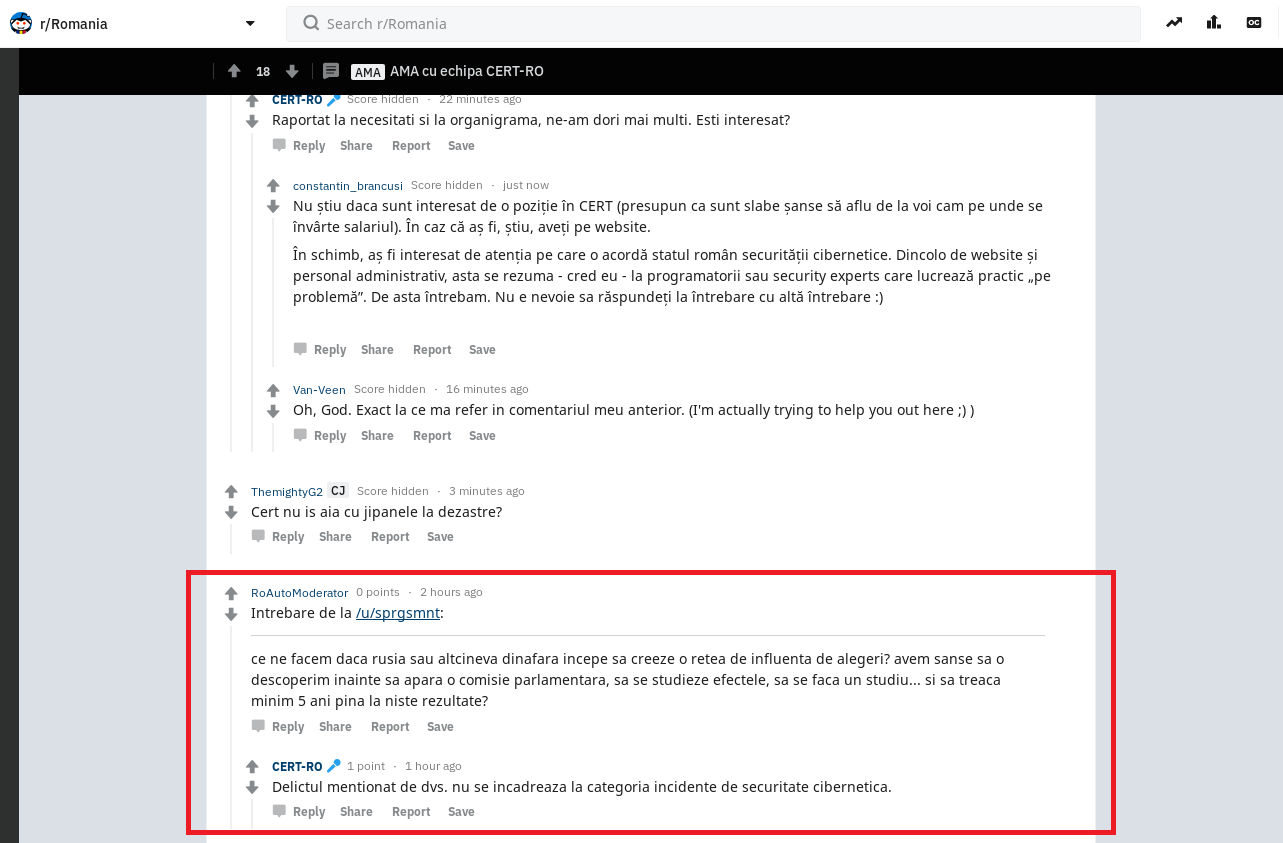 r/Romania
Search r/Romania
18 AMA AMA cu echipa CERT-RO
CERT-RO Score hidden · 22 minutes ago
Raportat la necesitati si la organigrama, ne-am dori mai multi. Esti interesat?
Reply Share Report Save
constantin_brancusi Score hidden · just now
Nu știu daca sunt interesat de o poziție în CERT (presupun ca sunt slabe șanse să aflu de la voi cam pe unde se
învârte salariul). În caz că aș fi, știu, aveți pe website.
În schimb, aș fi interesat de atenția pe care o acordă statul român securității cibernetice. Dincolo de website și
personal administrativ, asta se rezuma - cred eu - la programatorii sau security experts care lucrează practic „pe
problemă”. De asta întrebam. Nu e nevoie sa răspundeți la întrebare cu altă întrebare :)
Reply Share Report Save
Van-Veen Score hidden · 16 minutes ago
Oh, God. Exact la ce ma refer in comentariul meu anterior. (I'm actually trying to help you out here ;) )
Reply Share Report Save
ThemightyG2 CJ Score hidden · 3 minutes ago
Cert nu is aia cu jipanele la dezastre?
Reply Share Report Save
RoAutoModerator 0 points · 2 hours ago
Intrebare de la /u/sprgsmnt:
ce ne facem daca rusia sau altcineva dinafara incepe sa creeze o retea de influenta de alegeri? avem sanse sa o
descoperim inainte sa apara o comisie parlamentara, sa se studieze efectele, sa se faca un studiu... si sa treaca
minim 5 ani pina la niste rezultate?
Reply Share Report Save
CERT-RO 1 point · 1 hour ago
Delictul mentionat de dvs. nu se incadreaza la categoria incidente de securitate cibernetica.
Reply Share Report Save